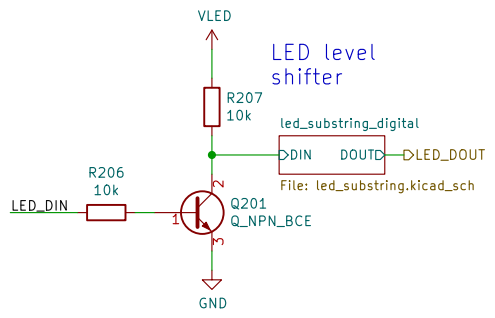 VLED
LED level
shifter
R207
10k
led_substring_digital
DIN
DOUT
LED_DOUT
File: led_substring.kicad_sch
R206
10k
LED_DIN
1
2
3
Q201
Q_NPN_BCE
GND